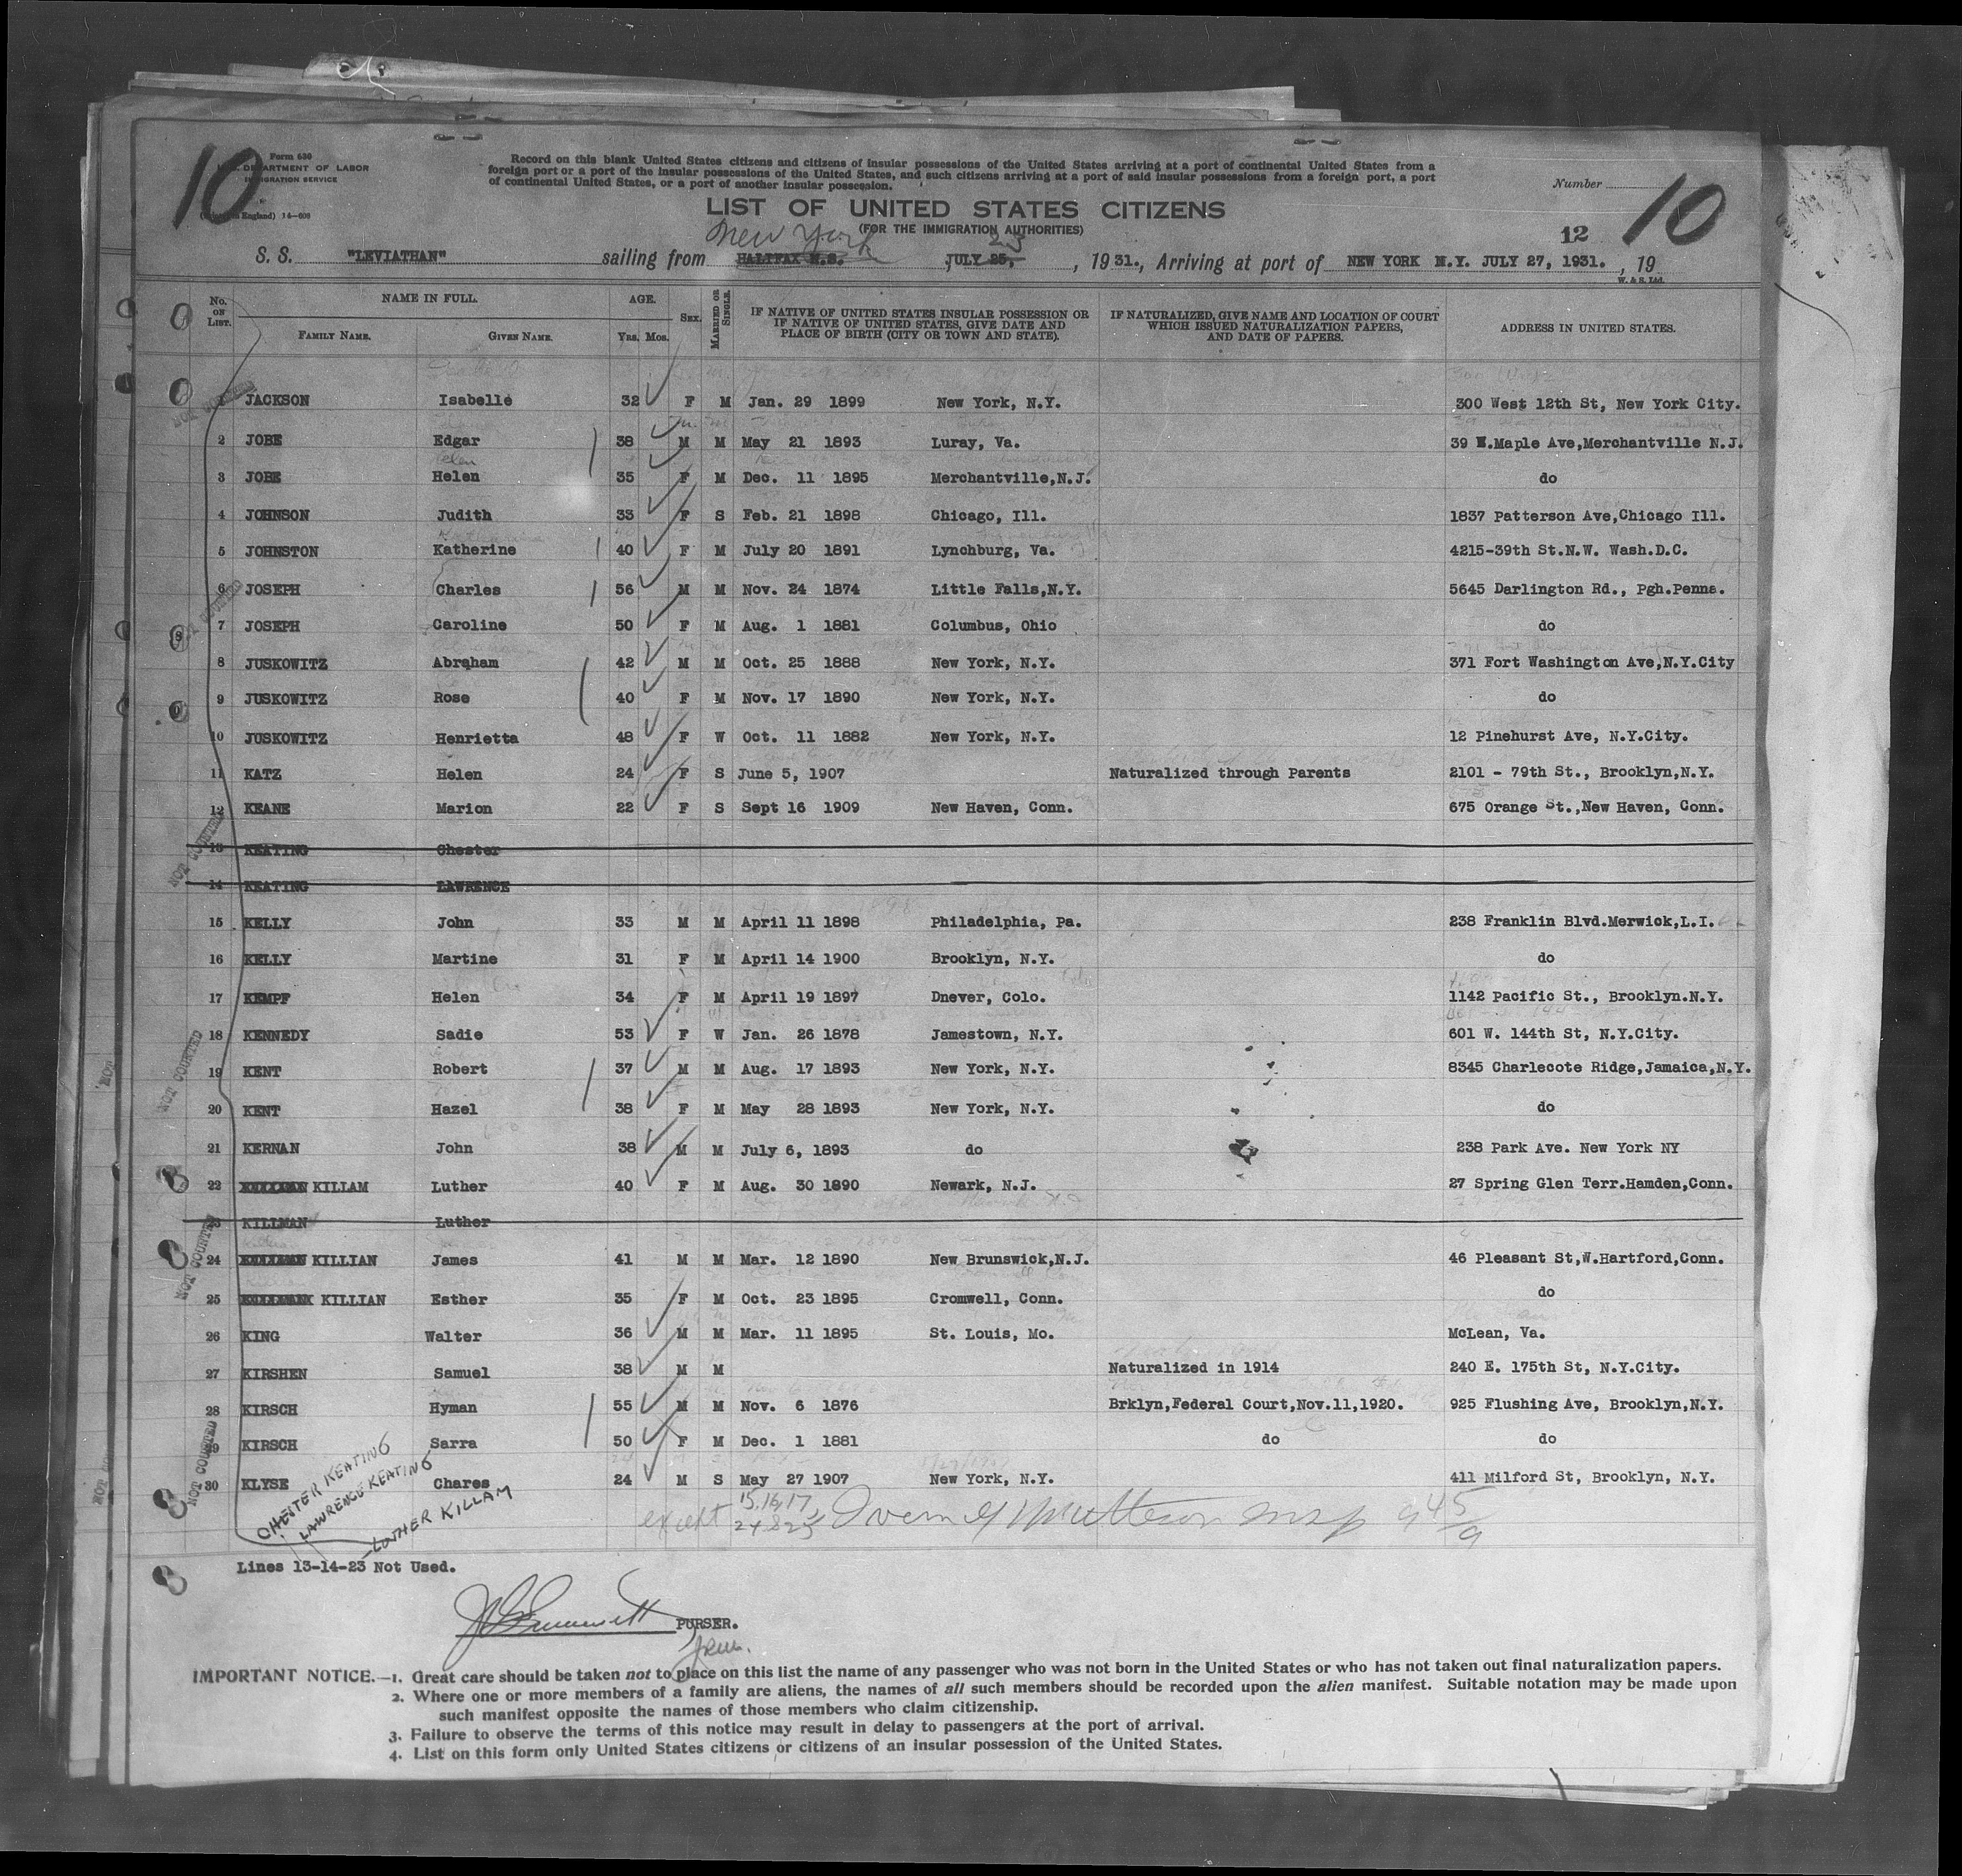 10
Form 630
DEPARTMENT OF LABOR
IMMIGRATION SERVICE
England) 14—608
Record on this blank United States citizens and citizens of insular possessions of the United States arriving at a port of continental United States from a
foreign port or a port of the insular possessions of the United States, and such citizens arriving at a port of said insular possessions from a foreign port, a port
of continental United States, or a port of another insular possession.
Number
10
LIST OF UNITED STATES CITIZENS
(FOR THE IMMIGRATION AUTHORITIES)
12
New York 23
S. S. "LEVIATHAN" sailing from HALIFAX N.S. JULY 25, , 1931., Arriving at port of NEW YORK N.Y. JULY 27, 1931. , 19
W. & S. Ltd.
No. ON LIST. NAME IN FULL. FAMILY NAME. GIVEN NAME. AGE. YRS. MOS. SEX. MARRIED OR SINGLE. IF NATIVE OF UNITED STATES INSULAR POSSESSION OR IF NATIVE OF UNITED STATES, GIVE DATE AND PLACE OF BIRTH (CITY OR TOWN AND STATE). IF NATURALIZED, GIVE NAME AND LOCATION OF COURT WHICH ISSUED NATURALIZATION PAPERS, AND DATE OF PAPERS. ADDRESS IN UNITED STATES.
JACKSON Isabelle 32 F M Jan. 29 1899 New York, N.Y. 300 West 12th St, New York City.
2 JOBE Edgar 38 M M May 21 1893 Luray, Va. 39 E.Maple Ave,Merchantville N.J.
3 JOBE Helen 35 F M Dec. 11 1895 Merchantville,N.J. do
4 JOHNSON Judith 33 F S Feb. 21 1898 Chicago, Ill. 1837 Patterson Ave,Chicago Ill.
5 JOHNSTON Katherine 40 F M July 20 1891 Lynchburg, Va. 4215-39th St.N.W. Wash.D.C.
6 JOSEPH Charles 56 M M Nov. 24 1874 Little Falls,N.Y. 5645 Darlington Rd., Pgh.Penna.
7 JOSEPH Caroline 50 F M Aug. 1 1881 Columbus, Ohio do
8 JUSKOWITZ Abraham 42 M M Oct. 25 1888 New York, N.Y. 371 Fort Washington Ave,N.Y.City
9 JUSKOWITZ Rose 40 F M Nov. 17 1890 New York, N.Y. do
10 JUSKOWITZ Henrietta 48 F W Oct. 11 1882 New York, N.Y. 12 Pinehurst Ave, N.Y.City.
11 KATZ Helen 24 F S June 5, 1907 Naturalized through Parents 2101 - 79th St., Brooklyn,N.Y.
12 KEANE Marion 22 F S Sept 16 1909 New Haven, Conn. 675 Orange St.,New Haven, Conn.
13 KEATING Chester
14 KEATING LAWRENCE
15 KELLY John 33 M M April 11 1898 Philadelphia, Pa. 238 Franklin Blvd.Merwick,L.I.
16 KELLY Martine 31 F M April 14 1900 Brooklyn, N.Y. do
17 KEMPF Helen 34 F M April 19 1897 Dnever, Colo. 1142 Pacific St., Brooklyn.N.Y.
18 KENNEDY Sadie 53 F W Jan. 26 1878 Jamestown, N.Y. 601 W. 144th St, N.Y.City.
19 KENT Robert 37 M M Aug. 17 1893 New York, N.Y. 8345 Charlecote Ridge,Jamaica,N.Y.
20 KENT Hazel 38 F M May 28 1893 New York, N.Y. do
21 KERNAN John 38 M M July 6, 1893 do 238 Park Ave. New York NY
22 KILLAM Luther 40 F M Aug. 30 1890 Newark, N.J. 27 Spring Glen Terr.Hamden,Conn.
23 KILLMAN Luther
24 KILLIAN James 41 M M Mar. 12 1890 New Brunswick,N.J. 46 Pleasant St,W.Hartford,Conn.
25 KILLIAN Esther 35 F M Oct. 23 1895 Cromwell, Conn. do
26 KING Walter 36 M M Mar. 11 1895 St. Louis, Mo. McLean, Va.
27 KIRSHEN Samuel 38 M M Naturalized in 1914 240 E. 175th St, N.Y.City.
28 KIRSCH Hyman 55 M M Nov. 6 1876 Brklyn,Federal Court,Nov.11,1920. 925 Flushing Ave, Brooklyn,N.Y.
29 KIRSCH Sarra 50 F M Dec. 1 1881 do do
30 KLYSE Chares 24 M S May 27 1907 New York, N.Y. 411 Milford St, Brooklyn, N.Y.
NOT COUNTED
NOT COUNTED
NOT COUNTED
NOT COUNTED
NOT COUNTED
NOT COUNTED
CHESTER KEATING
LAWRENCE KEATING
LUTHER KILLAM
except 15,16,17, 24 & 25
Lines 13-14-23 Not Used.
PURSER.
IMPORTANT NOTICE.—1. Great care should be taken not to place on this list the name of any passenger who was not born in the United States or who has not taken out final naturalization papers.
2. Where one or more members of a family are aliens, the names of all such members should be recorded upon the alien manifest. Suitable notation may be made upon
such manifest opposite the names of those members who claim citizenship.
3. Failure to observe the terms of this notice may result in delay to passengers at the port of arrival.
4. List on this form only United States citizens or citizens of an insular possession of the United States.